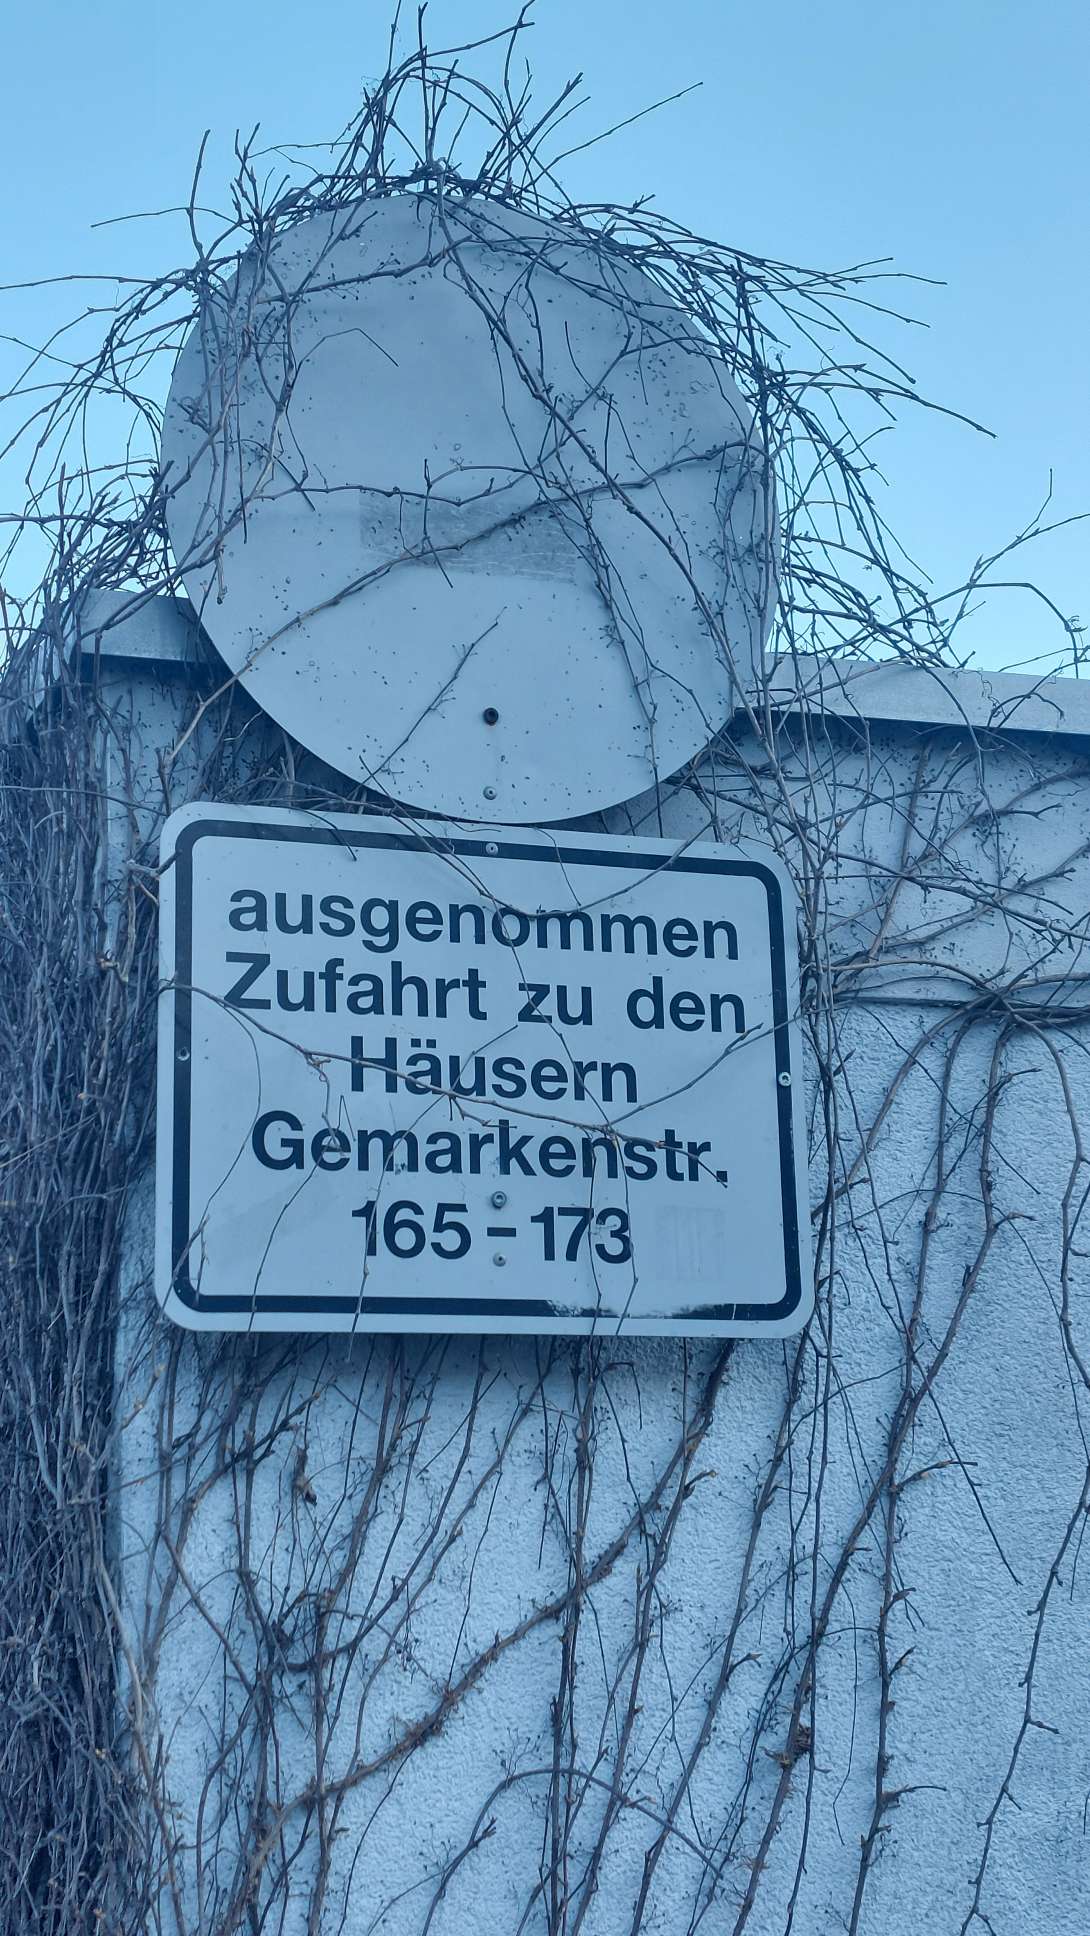 ausgenommen
Zufahrt zu den
Häusern
Gemarkenstr.
165-173